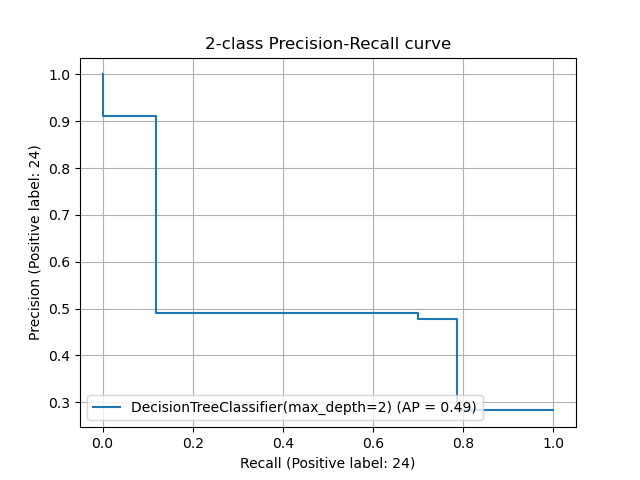 2-class Precision-Recall curve
1.0
0.9
0.8
0.7
0.6
0.5
0.4
0.3
Precision (Positive label: 24)
DecisionTreeClassifier(max_depth=2) (AP = 0.49)
0.0 0.2 0.4 0.6 0.8 1.0
Recall (Positive label: 24)